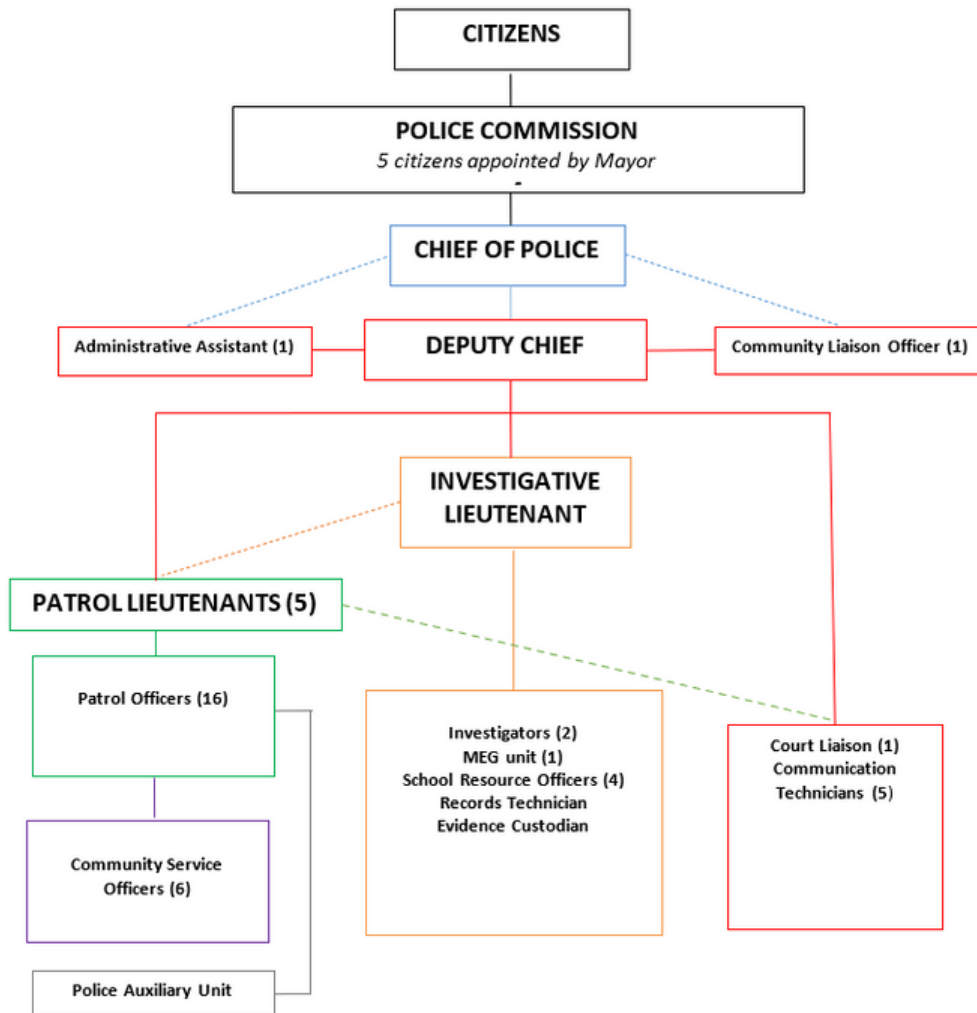 CITIZENS
POLICE COMMISSION
5 citizens appointed by Mayor
-
CHIEF OF POLICE
Administrative Assistant (1)
DEPUTY CHIEF
Community Liaison Officer (1)
INVESTIGATIVE
LIEUTENANT
PATROL LIEUTENANTS (5)
Patrol Officers (16)
Investigators (2)
MEG unit (1)
School Resource Officers (4)
Records Technician
Evidence Custodian
Court Liaison (1)
Communication
Technicians (5)
Community Service
Officers (6)
Police Auxiliary Unit